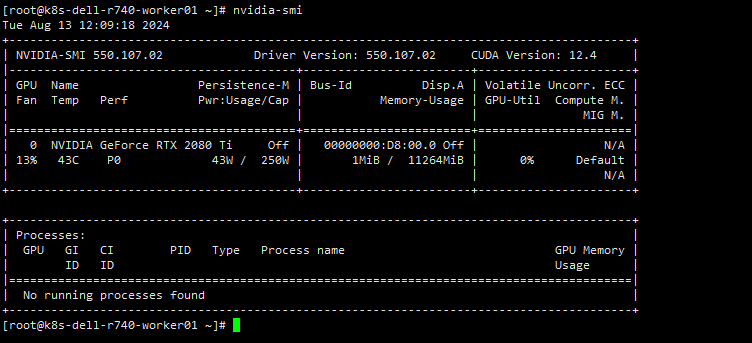 [root@k8s-dell-r740-worker01 ~]# nvidia-smi
Tue Aug 13 12:09:18 2024
+-----------------------------------------------------------------------------------------+
| NVIDIA-SMI 550.107.02             Driver Version: 550.107.02     CUDA Version: 12.4     |
|-----------------------------------------+------------------------+----------------------+
| GPU  Name                 Persistence-M | Bus-Id          Disp.A | Volatile Uncorr. ECC |
| Fan  Temp   Perf          Pwr:Usage/Cap |           Memory-Usage | GPU-Util  Compute M. |
|                                         |                        |               MIG M. |
|=========================================+========================+======================|
|   0  NVIDIA GeForce RTX 2080 Ti     Off |   00000000:D8:00.0 Off |                  N/A |
| 13%   43C    P0              43W /  250W |       1MiB /  11264MiB |      0%      Default |
|                                         |                        |                  N/A |
+-----------------------------------------+------------------------+----------------------+

+-----------------------------------------------------------------------------------------+
| Processes:                                                                              |
|  GPU   GI   CI        PID   Type   Process name                              GPU Memory |
|        ID   ID                                                               Usage      |
|=========================================================================================|
|  No running processes found                                                             |
+-----------------------------------------------------------------------------------------+
[root@k8s-dell-r740-worker01 ~]#